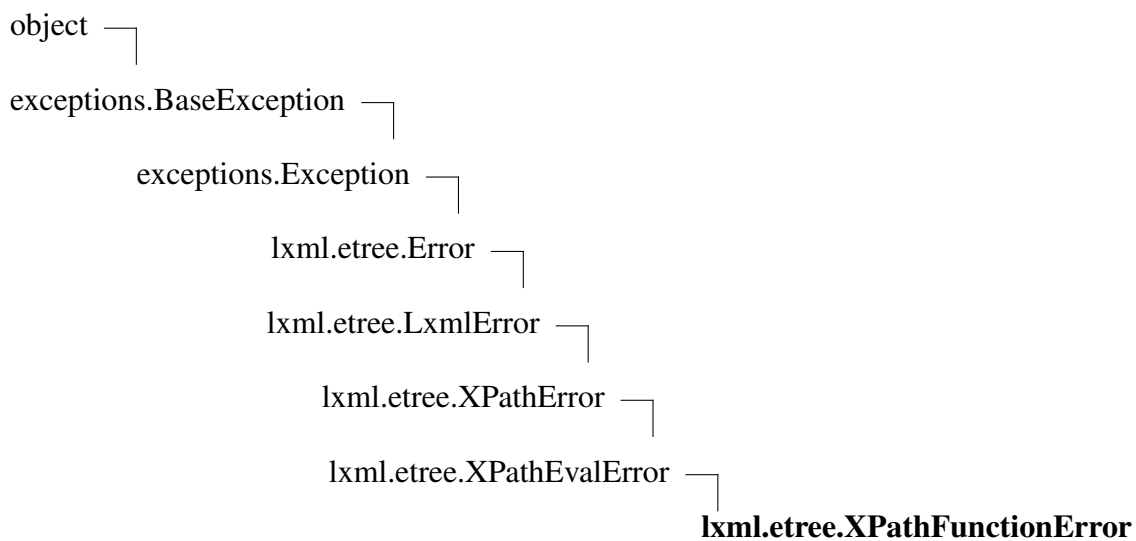 object
exceptions.BaseException
exceptions.Exception
lxml.etree.Error
lxml.etree.LxmlError
lxml.etree.XPathError
lxml.etree.XPathEvalError
lxml.etree.XPathFunctionError